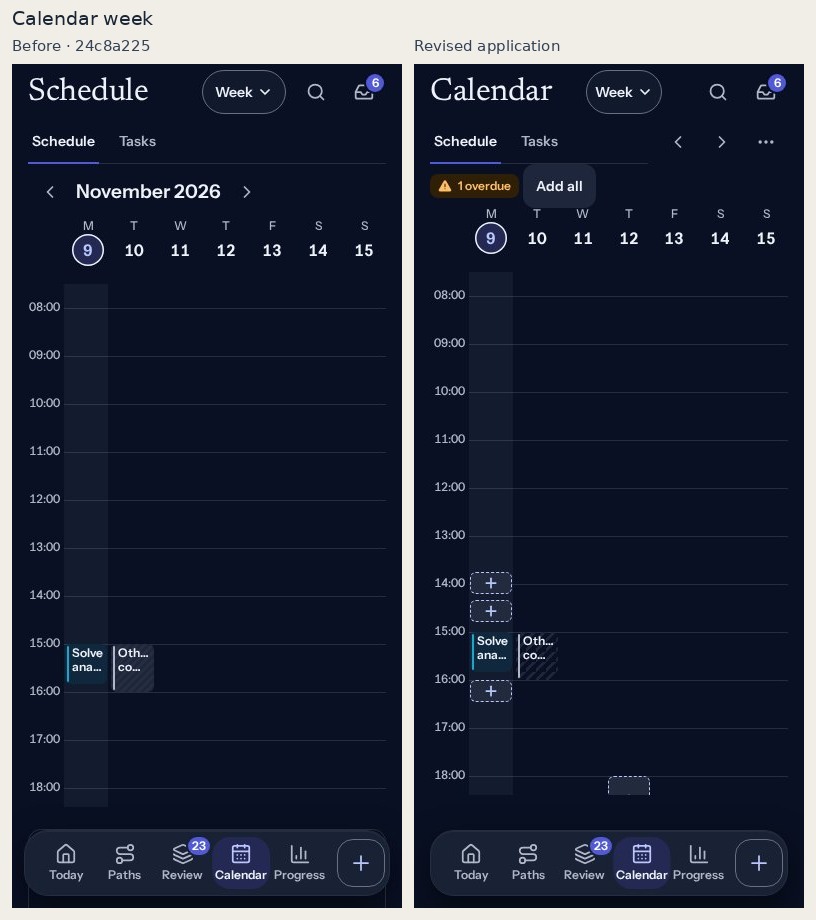 Calendar week
Before · 24c8a225
Schedule
Week
6
Schedule
Tasks
November 2026
M T W T F S S
9 10 11 12 13 14 15
08:00
09:00
10:00
11:00
12:00
13:00
14:00
15:00
Solve Oth...
ana... co...
16:00
17:00
18:00
23
Today Paths Review Calendar Progress
Revised application
Calendar
Week
6
Schedule
Tasks
1 overdue
Add all
M T W T F S S
9 10 11 12 13 14 15
08:00
09:00
10:00
11:00
12:00
13:00
14:00
15:00
Solve Oth...
ana... co...
16:00
17:00
18:00
23
Today Paths Review Calendar Progress